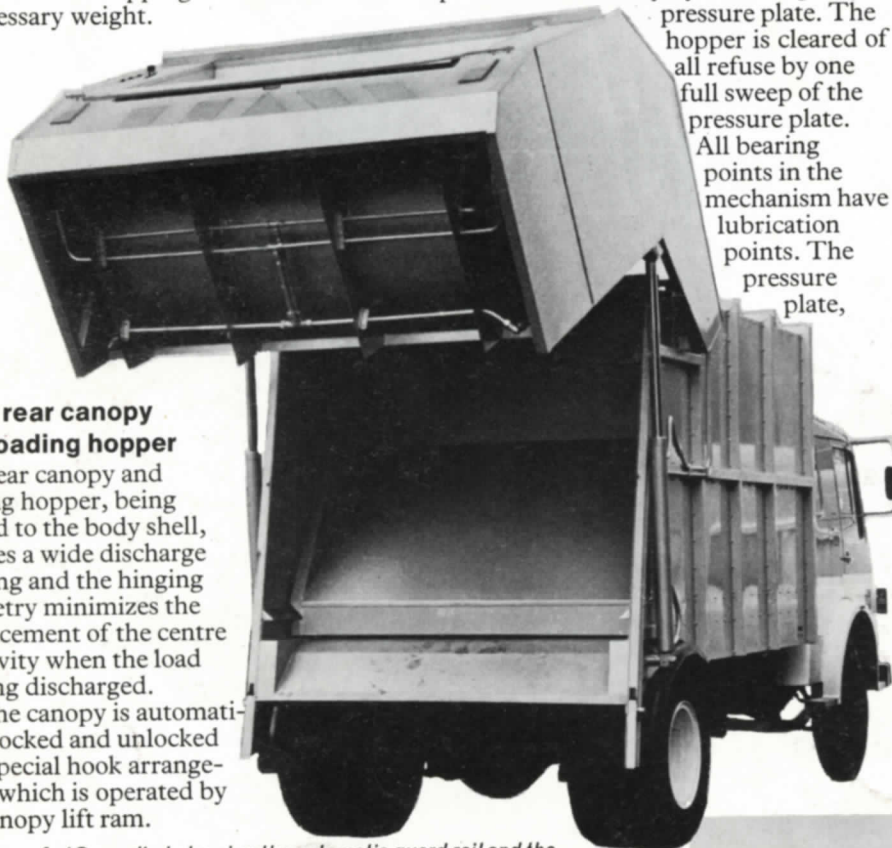 essary weight.
rear canopy
oading hopper
ear canopy and
ng hopper, being
d to the body shell,
es a wide discharge
ng and the hinging
etry minimizes the
cement of the centre
vity when the load
ng discharged.
ne canopy is automati-
ocked and unlocked
pecial hook arrange-
which is operated by
nopy lift ram.
pressure plate. The
hopper is cleared of
all refuse by one
full sweep of the
pressure plate.
All bearing
points in the
mechanism have
lubrication
points. The
pressure
plate,